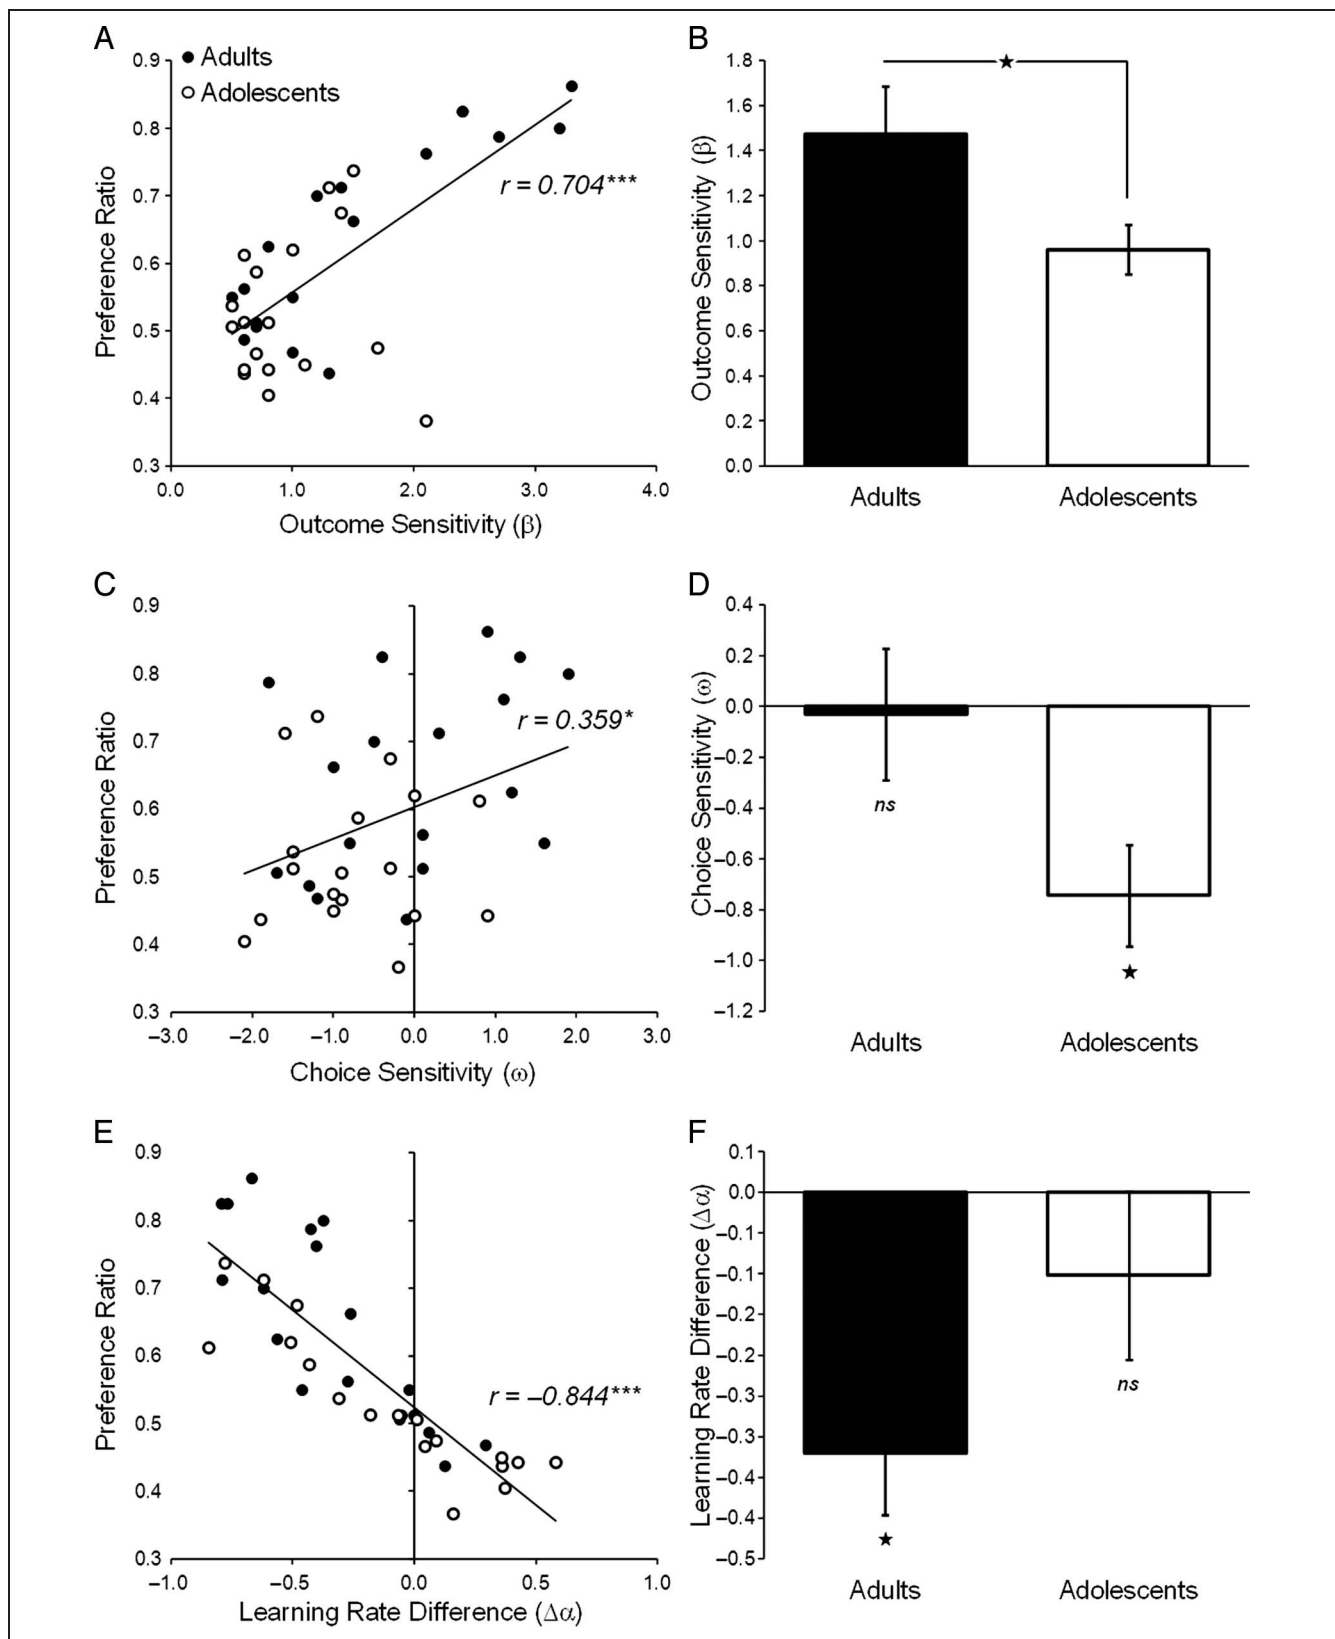 A
Adults
Adolescents
0.9
0.8
0.7
0.6
0.5
0.4
0.3
Preference Ratio
r = 0.704***
0.0 1.0 2.0 3.0 4.0
Outcome Sensitivity (β)
B
★
1.8
1.6
1.4
1.2
1.0
0.8
0.6
0.4
0.2
0.0
Outcome Sensitivity (β)
Adults Adolescents
C
0.9
0.8
0.7
0.6
0.5
0.4
0.3
Preference Ratio
r = 0.359*
–3.0 –2.0 –1.0 0.0 1.0 2.0 3.0
Choice Sensitivity (ω)
D
0.4
0.2
0.0
–0.2
–0.4
–0.6
–0.8
–1.0
–1.2
Choice Sensitivity (ω)
ns
★
Adults Adolescents
E
0.9
0.8
0.7
0.6
0.5
0.4
0.3
Preference Ratio
r = –0.844***
–1.0 –0.5 0.0 0.5 1.0
Learning Rate Difference (Δα)
F
0.1
0.0
–0.1
–0.1
–0.2
–0.2
–0.3
–0.3
–0.4
–0.4
–0.5
Learning Rate Difference (Δα)
ns
★
Adults Adolescents